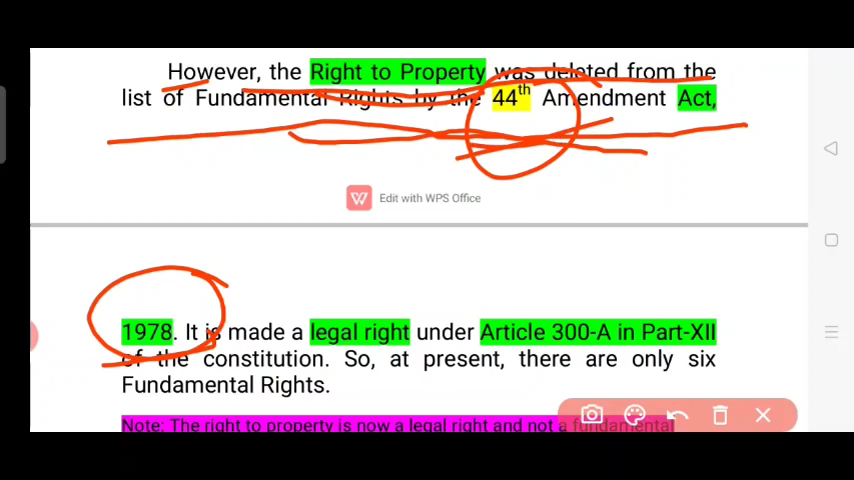 However, the Right to Property was deleted from the
list of Fundamental Rights by the 44th Amendment Act,
Edit with WPS Office
1978. It is made a legal right under Article 300-A in Part-XII
of the constitution. So, at present, there are only six
Fundamental Rights.
Note: The right to property is now a legal right and not a fundamental